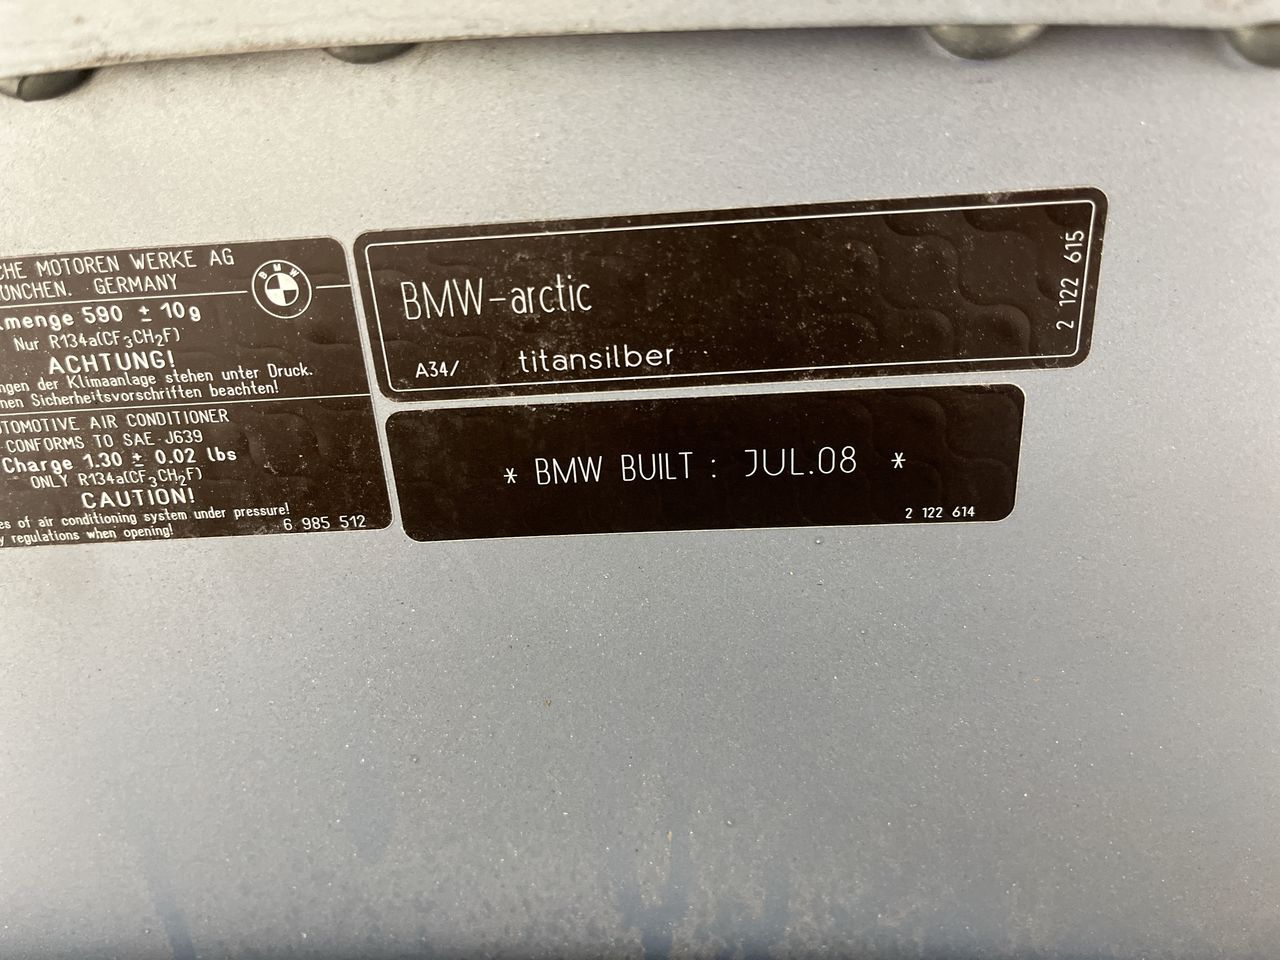 CHE MOTOREN WERKE AG
ÜNCHEN. GERMANY
BMW
menge 590 ± 10g
Nur R134a(CF3CH2F)
ACHTUNG!
ngen der Klimaanlage stehen unter Druck.
nen Sicherheitsvorschriften beachten!
UTOMOTIVE AIR CONDITIONER
CONFORMS TO SAE J639
Charge 1.30 ± 0.02 lbs
ONLY R134a(CF3CH2F)
CAUTION!
es of air conditioning system under pressure!
y regulations when opening!
6 985 512
BMW-arctic
A34/ titansilber
2 122 615
* BMW BUILT : JUL.08 *
2 122 614